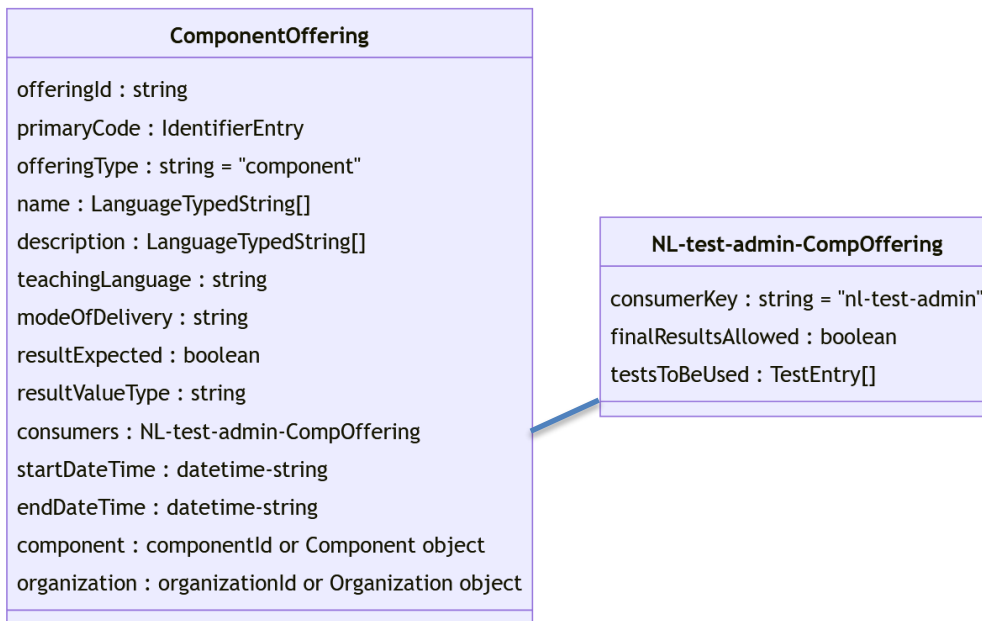 ComponentOffering
offeringId : string
primaryCode : IdentifierEntry
offeringType : string = "component"
name : LanguageTypedString[]
description : LanguageTypedString[]
teachingLanguage : string
modeOfDelivery : string
resultExpected : boolean
resultValueType : string
consumers : NL-test-admin-CompOffering
startDateTime : datetime-string
endDateTime : datetime-string
component : componentId or Component object
organization : organizationId or Organization object
NL-test-admin-CompOffering
consumerKey : string = "nl-test-admin"
finalResultsAllowed : boolean
testsToBeUsed : TestEntry[]